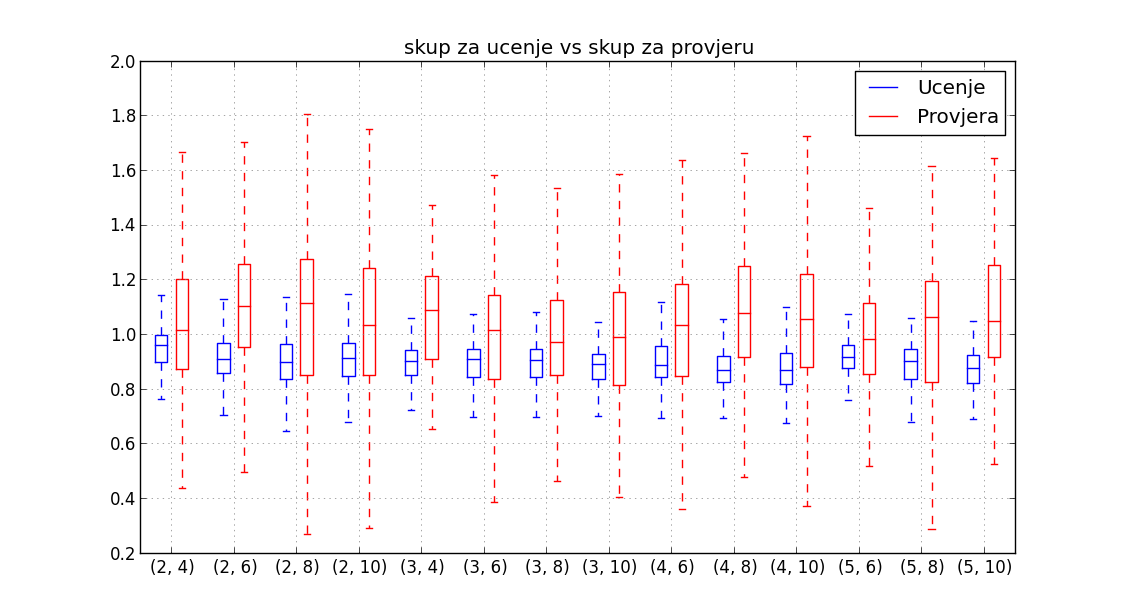 skup za ucenje vs skup za provjeru
Ucenje
Provjera
2.0
1.8
1.6
1.4
1.2
1.0
0.8
0.6
0.4
0.2
(2, 4) (2, 6) (2, 8) (2, 10) (3, 4) (3, 6) (3, 8) (3, 10) (4, 6) (4, 8) (4, 10) (5, 6) (5, 8) (5, 10)